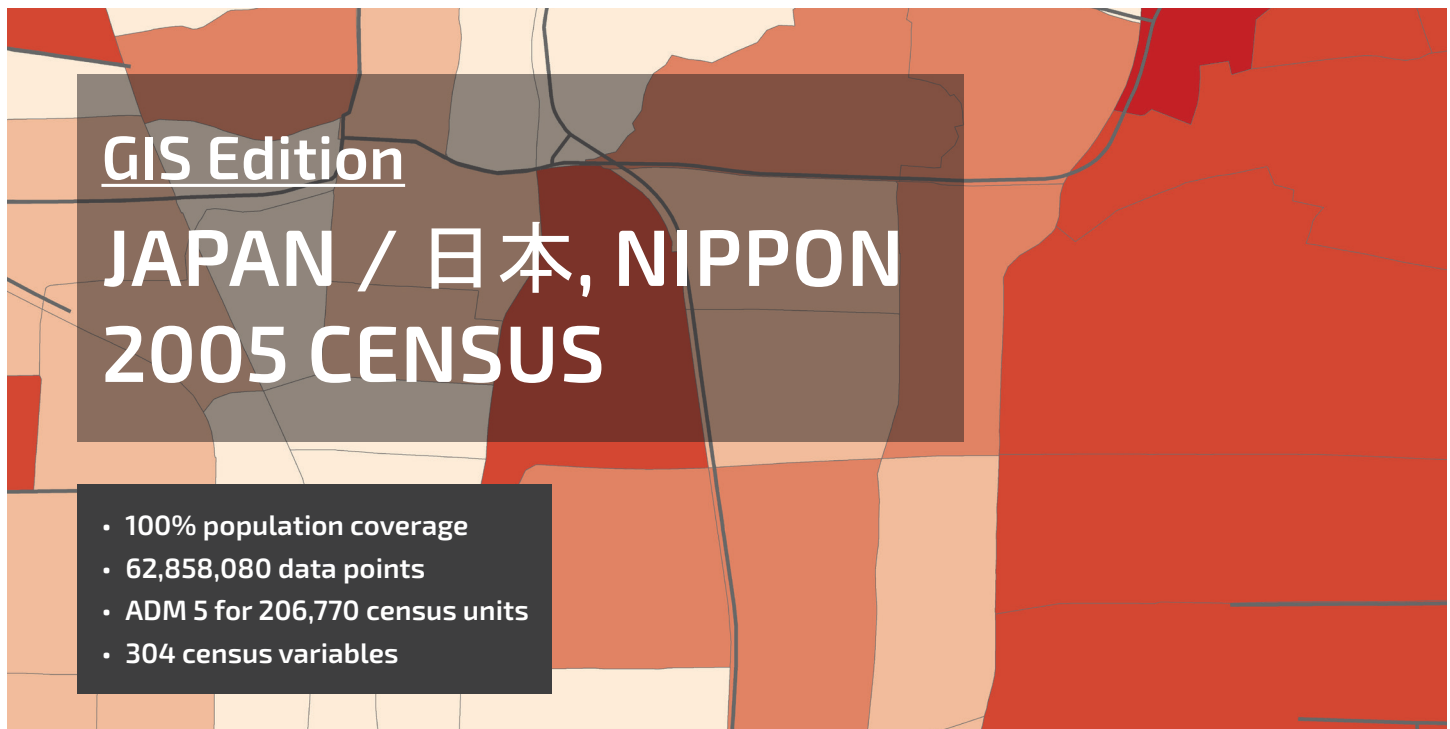 GIS Edition
JAPAN / 日本, NIPPON
2005 CENSUS
• 100% population coverage
• 62,858,080 data points
• ADM 5 for 206,770 census units
• 304 census variables